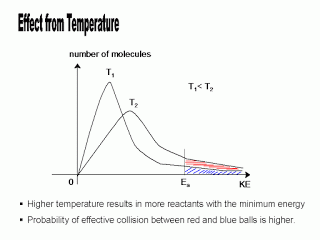 Effect from Temperature
number of molecules
T1
T2
T1< T2
0
Ea
KE
▪ Higher temperature results in more reactants with the minimum energy
▪ Probability of effective collision between red and blue balls is higher.